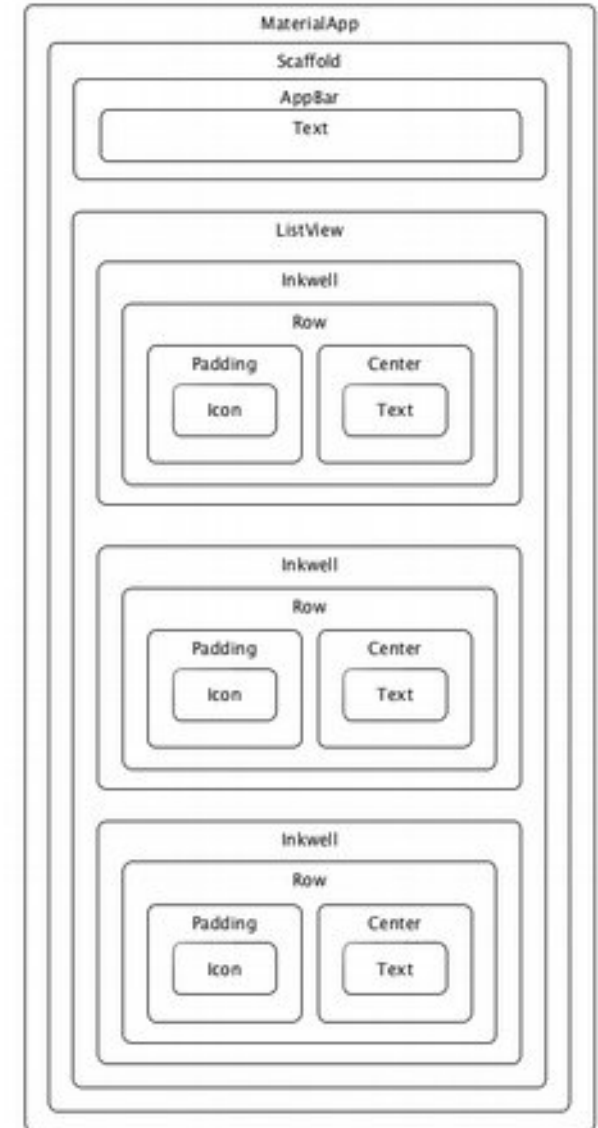 MaterialApp
Scaffold
AppBar
Text
ListView
Inkwell
Row
Padding Center
Icon Text
Inkwell
Row
Padding Center
Icon Text
Inkwell
Row
Padding Center
Icon Text